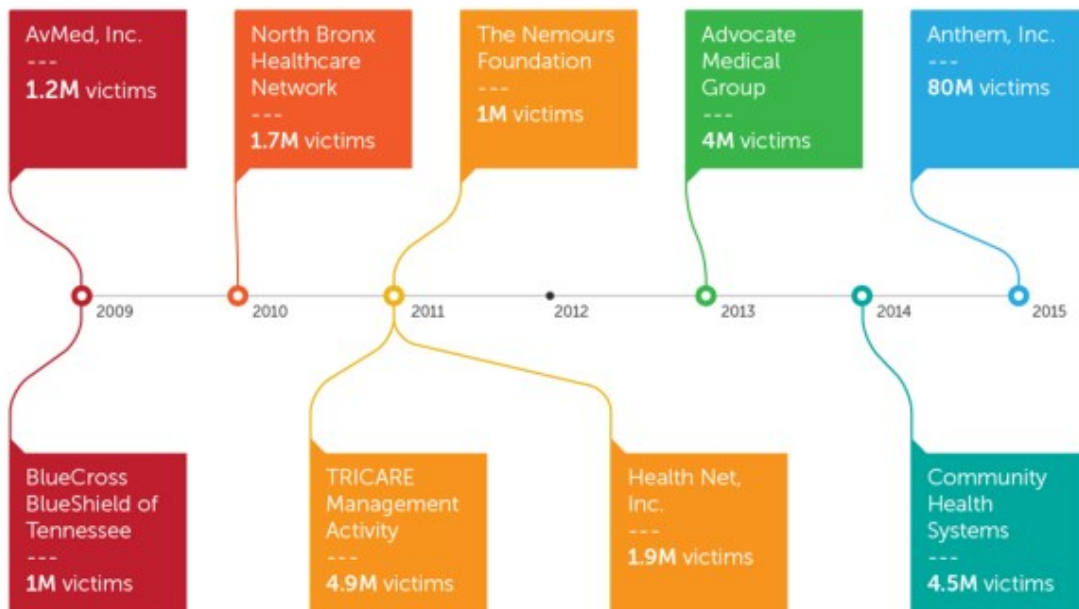 AvMed, Inc.
---
1.2M victims
North Bronx
Healthcare
Network
---
1.7M victims
The Nemours
Foundation
---
1M victims
Advocate
Medical
Group
---
4M victims
Anthem, Inc.
---
80M victims
2009
2010
2011
2012
2013
2014
2015
BlueCross
BlueShield of
Tennessee
---
1M victims
TRICARE
Management
Activity
---
4.9M victims
Health Net,
Inc.
---
1.9M victims
Community
Health
Systems
---
4.5M victims